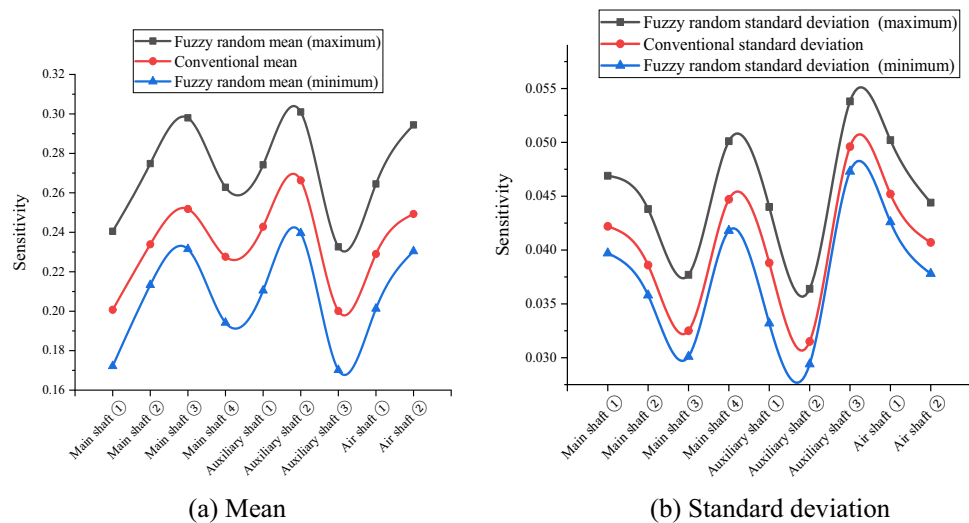 (a)
Fuzzy random mean (maximum)
Conventional mean
Fuzzy random mean (minimum)
Sensitivity
0.32
0.30
0.28
0.26
0.24
0.22
0.20
0.18
0.16
Main shaft ①
Main shaft ②
Main shaft ③
Main shaft ④
Auxiliary shaft ①
Auxiliary shaft ②
Auxiliary shaft ③
Air shaft ①
Air shaft ②
(a) Mean
(b)
Fuzzy random standard deviation (maximum)
Conventional standard deviation
Fuzzy random standard deviation (minimum)
Sensitivity
0.055
0.050
0.045
0.040
0.035
0.030
Main shaft ①
Main shaft ②
Main shaft ③
Main shaft ④
Auxiliary shaft ①
Auxiliary shaft ②
Auxiliary shaft ③
Air shaft ①
Air shaft ②
(b) Standard deviation